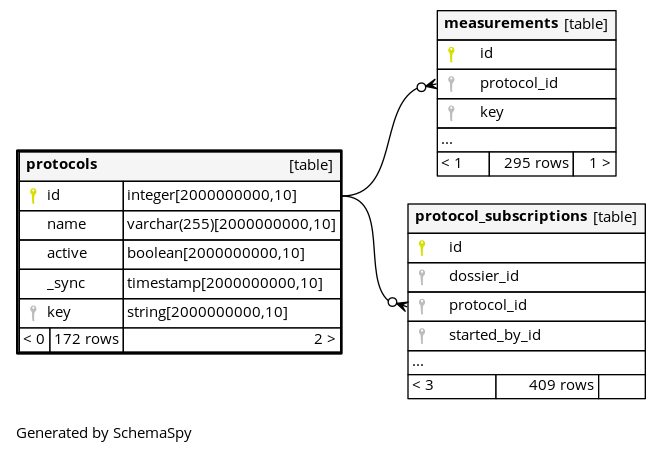 measurements [table]
id
protocol_id
key
...
< 1 295 rows 1 >
protocols [table]
id integer[2000000000,10]
name varchar(255)[2000000000,10]
active boolean[2000000000,10]
_sync timestamp[2000000000,10]
key string[2000000000,10]
< 0 172 rows 2 >
protocol_subscriptions [table]
id
dossier_id
protocol_id
started_by_id
...
< 3 409 rows
Generated by SchemaSpy